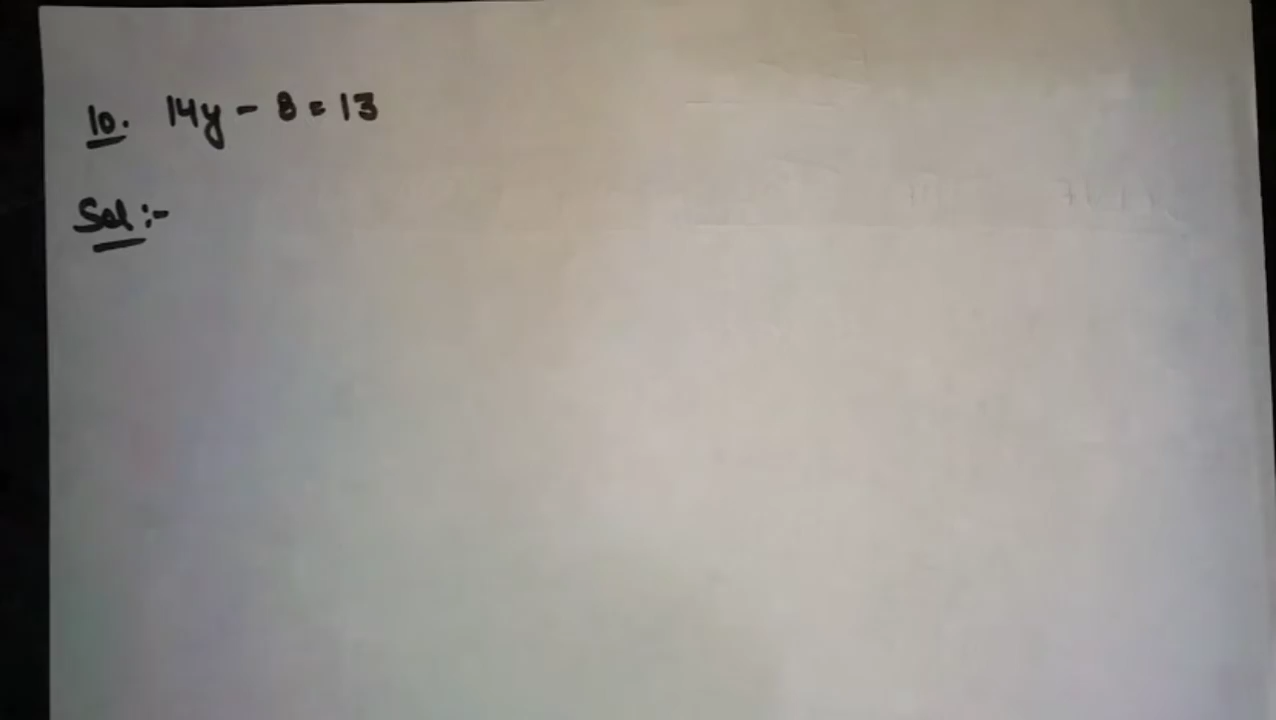 10. 14y - 8 = 13
Sol :-